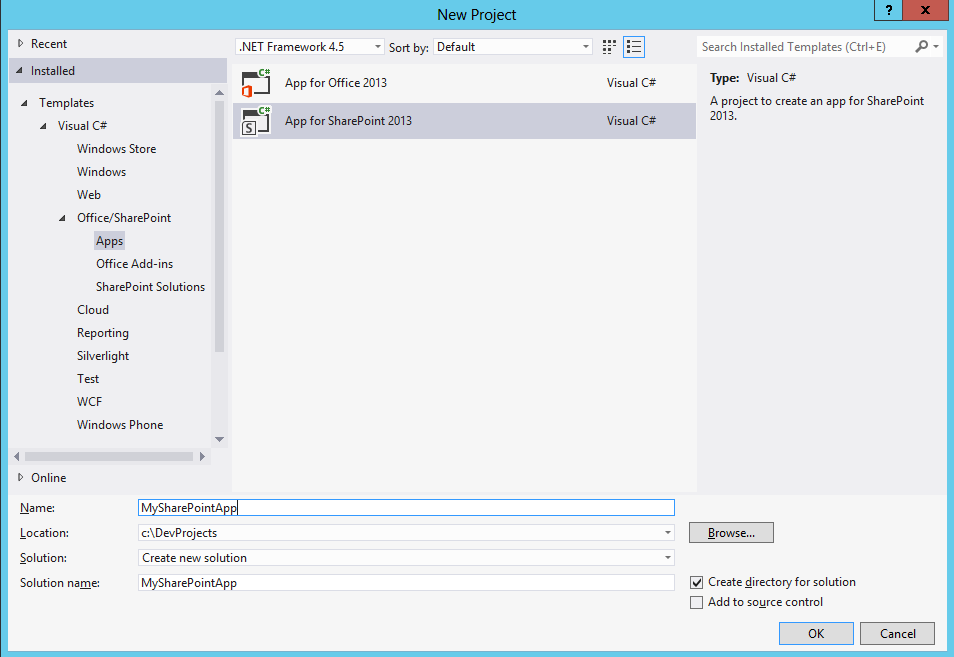 New Project
?
x
Recent
Installed
Templates
Visual C#
Windows Store
Windows
Web
Office/SharePoint
Apps
Office Add-ins
SharePoint Solutions
Cloud
Reporting
Silverlight
Test
WCF
Windows Phone
Online
.NET Framework 4.5 Sort by: Default
C# App for Office 2013 Visual C#
C# S App for SharePoint 2013 Visual C#
Search Installed Templates (Ctrl+E)
Type: Visual C#
A project to create an app for SharePoint
2013.
Name: MySharePointApp
Location: c:\DevProjects Browse...
Solution: Create new solution
Solution name: MySharePointApp
Create directory for solution
Add to source control
OK Cancel